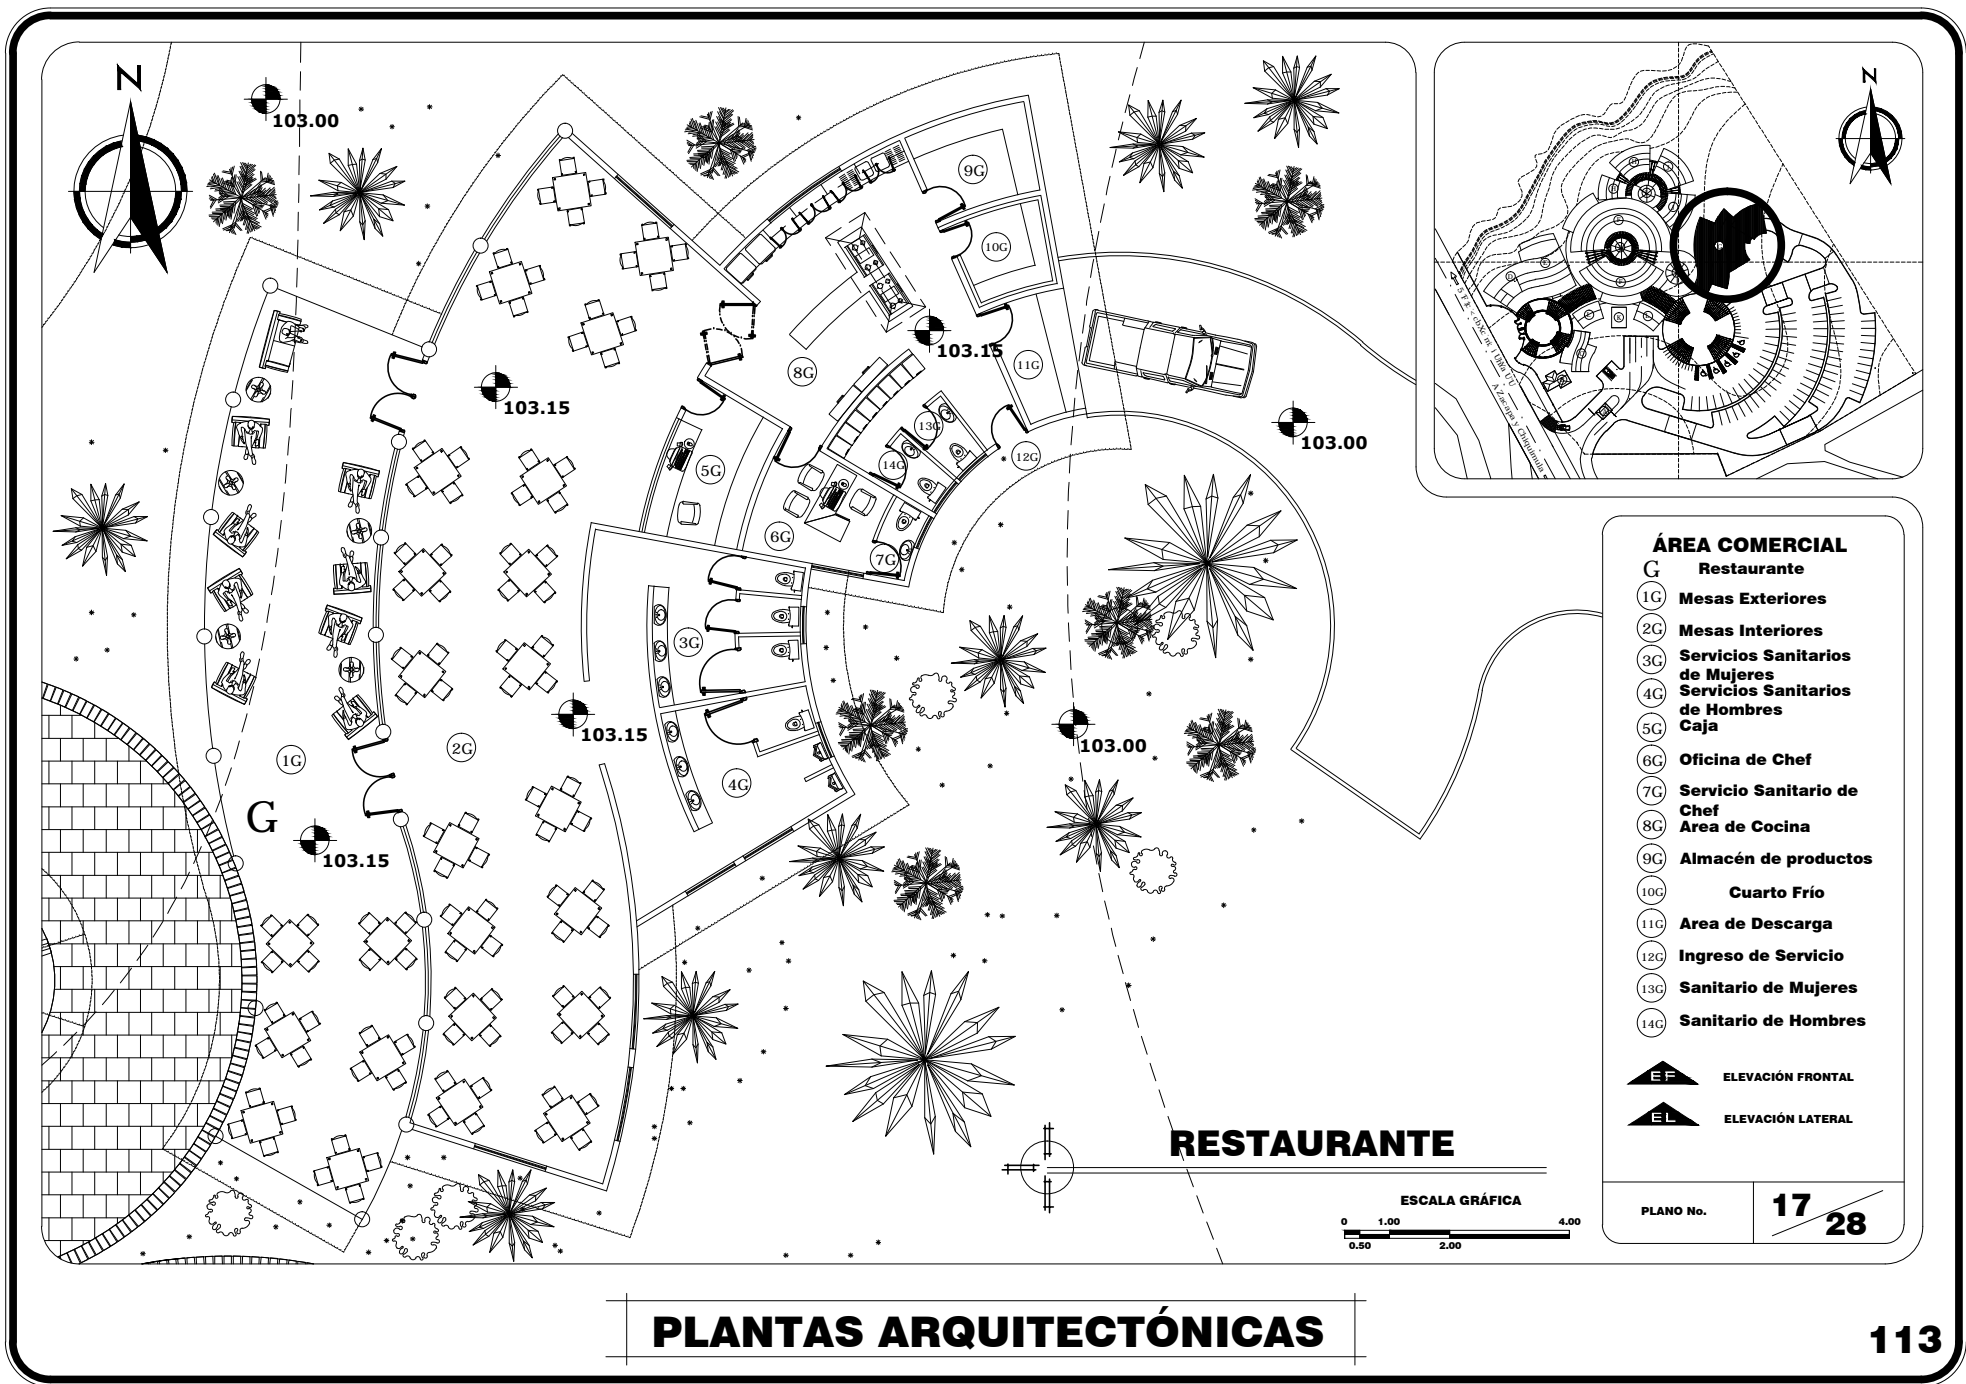 N
103.00
N
9G
10G
103.15
8G
11G
103.15
13G
103.00
5G
14G
12G
6G
7G
3G
103.15
103.00
1G
2G
4G
G
103.15
A Zacapa y Chiquimula
ÁREA COMERCIAL
G Restaurante
1G Mesas Exteriores
2G Mesas Interiores
3G Servicios Sanitarios
de Mujeres
4G Servicios Sanitarios
de Hombres
5G Caja
6G Oficina de Chef
7G Servicio Sanitario de
Chef
8G Area de Cocina
9G Almacén de productos
10G Cuarto Frío
11G Area de Descarga
12G Ingreso de Servicio
13G Sanitario de Mujeres
14G Sanitario de Hombres
EF ELEVACIÓN FRONTAL
EL ELEVACIÓN LATERAL
PLANO No. 17
28
RESTAURANTE
ESCALA GRÁFICA
0 1.00 4.00
0.50 2.00
PLANTAS ARQUITECTÓNICAS
113